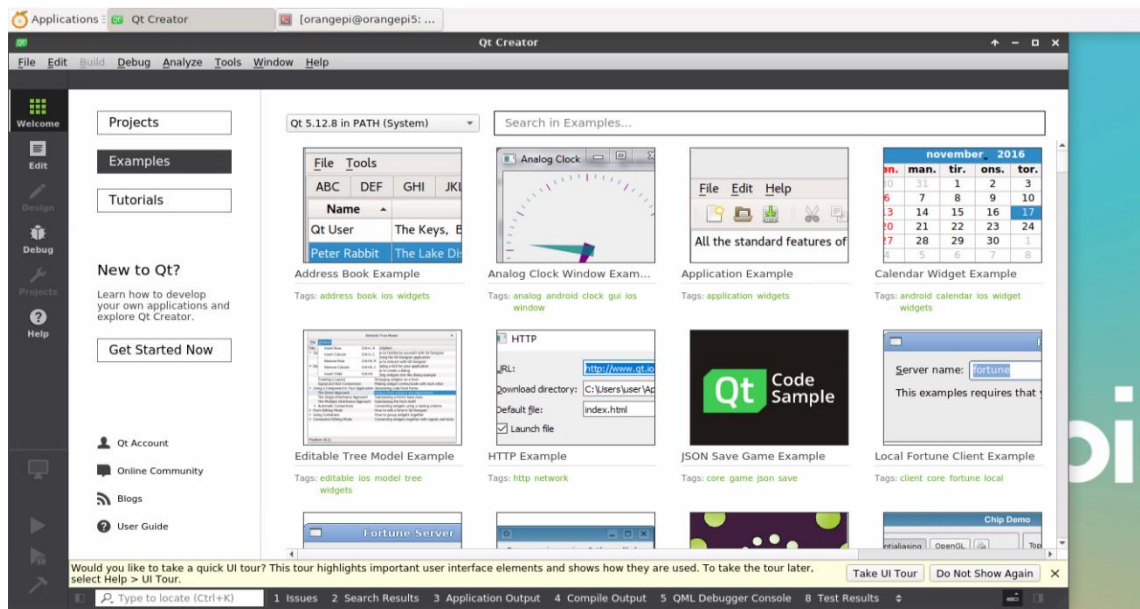 Applications
Qt Creator
[orangepi@orangepi5: ...
Qt Creator
File Edit Build Debug Analyze Tools Window Help
Welcome
Edit
Design
Debug
Projects
Help
Projects
Examples
Tutorials
New to Qt?
Learn how to develop
your own applications and
explore Qt Creator.
Get Started Now
Qt Account
Online Community
Blogs
User Guide
Qt 5.12.8 in PATH (System)
Search in Examples...
File Tools
ABC DEF GHI JKL
Name
Qt User The Keys, B
Peter Rabbit The Lake Di
Address Book Example
Tags: address book ios widgets
Analog Clock
Analog Clock Window Exam...
Tags: analog android clock gui ios
window
File Edit Help
All the standard features of
Application Example
Tags: application widgets
november 2016
øn. man. tir. ons. tor.
30 31 1 2 3
6 7 8 9 10
13 14 15 16 17
20 21 22 23 24
27 28 29 30 1
4 5 6 7 8
Calendar Widget Example
Tags: android calendar ios widget
widgets
Editable Tree Model Example
Tags: editable ios model tree
widgets
HTTP
URL: http://www.qt.io
Download directory: C:\Users\user\Ap
Default file: index.html
Launch file
HTTP Example
Tags: http network
Qt Code
Sample
JSON Save Game Example
Tags: core game json save
Server name: fortune
This examples requires that
Local Fortune Client Example
Tags: client core fortune local
Fortune Server
Chip Demo
OpenGL
pi
Would you like to take a quick UI tour? This tour highlights important user interface elements and shows how they are used. To take the tour later,
select Help > UI Tour.
Take UI Tour
Do Not Show Again
Type to locate (Ctrl+K)
1 Issues 2 Search Results 3 Application Output 4 Compile Output 5 QML Debugger Console 8 Test Results